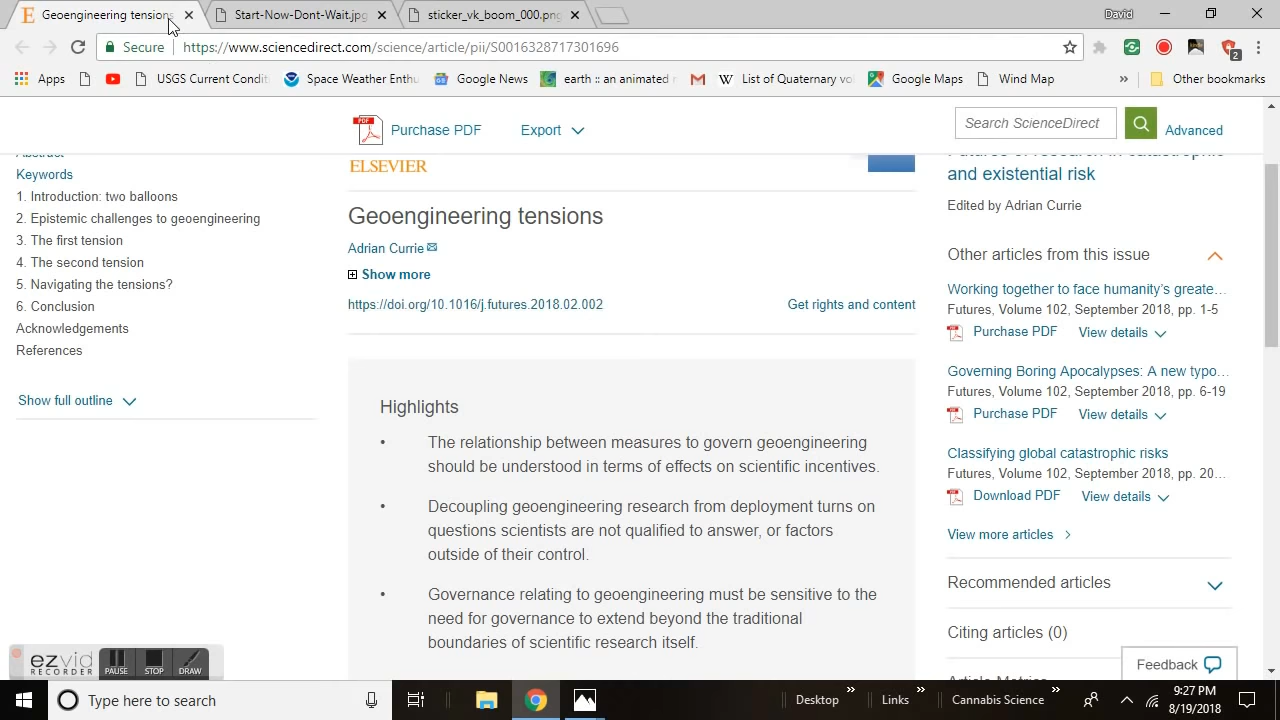 Geoengineering tensions
Start-Now-Dont-Wait.jpg
sticker_vk_boom_000.png
David
Secure
https://www.sciencedirect.com/science/article/pii/S0016328717301696
2
Apps
USGS Current Condit
Space Weather Enthu
Google News
earth :: an animated
List of Quaternary vo
Google Maps
Wind Map
»
Other bookmarks
PDF
Purchase PDF
Export
Search ScienceDirect
Advanced
Abstract
Keywords
1. Introduction: two balloons
2. Epistemic challenges to geoengineering
3. The first tension
4. The second tension
5. Navigating the tensions?
6. Conclusion
Acknowledgements
References
Show full outline
ELSEVIER
Geoengineering tensions
Adrian Currie
Show more
https://doi.org/10.1016/j.futures.2018.02.002
Get rights and content
Highlights
• The relationship between measures to govern geoengineering
should be understood in terms of effects on scientific incentives.
• Decoupling geoengineering research from deployment turns on
questions scientists are not qualified to answer, or factors
outside of their control.
• Governance relating to geoengineering must be sensitive to the
need for governance to extend beyond the traditional
boundaries of scientific research itself.
Futures of research in catastrophic
and existential risk
Edited by Adrian Currie
Other articles from this issue
Working together to face humanity's greate...
Futures, Volume 102, September 2018, pp. 1-5
Purchase PDF View details
Governing Boring Apocalypses: A new typo...
Futures, Volume 102, September 2018, pp. 6-19
Purchase PDF View details
Classifying global catastrophic risks
Futures, Volume 102, September 2018, pp. 20...
Download PDF View details
View more articles
Recommended articles
Citing articles (0)
Article Metrics
Feedback
ezvid
RECORDER
PAUSE
STOP
DRAW
Type here to search
Desktop
»
Links
»
Cannabis Science
»
9:27 PM
8/19/2018